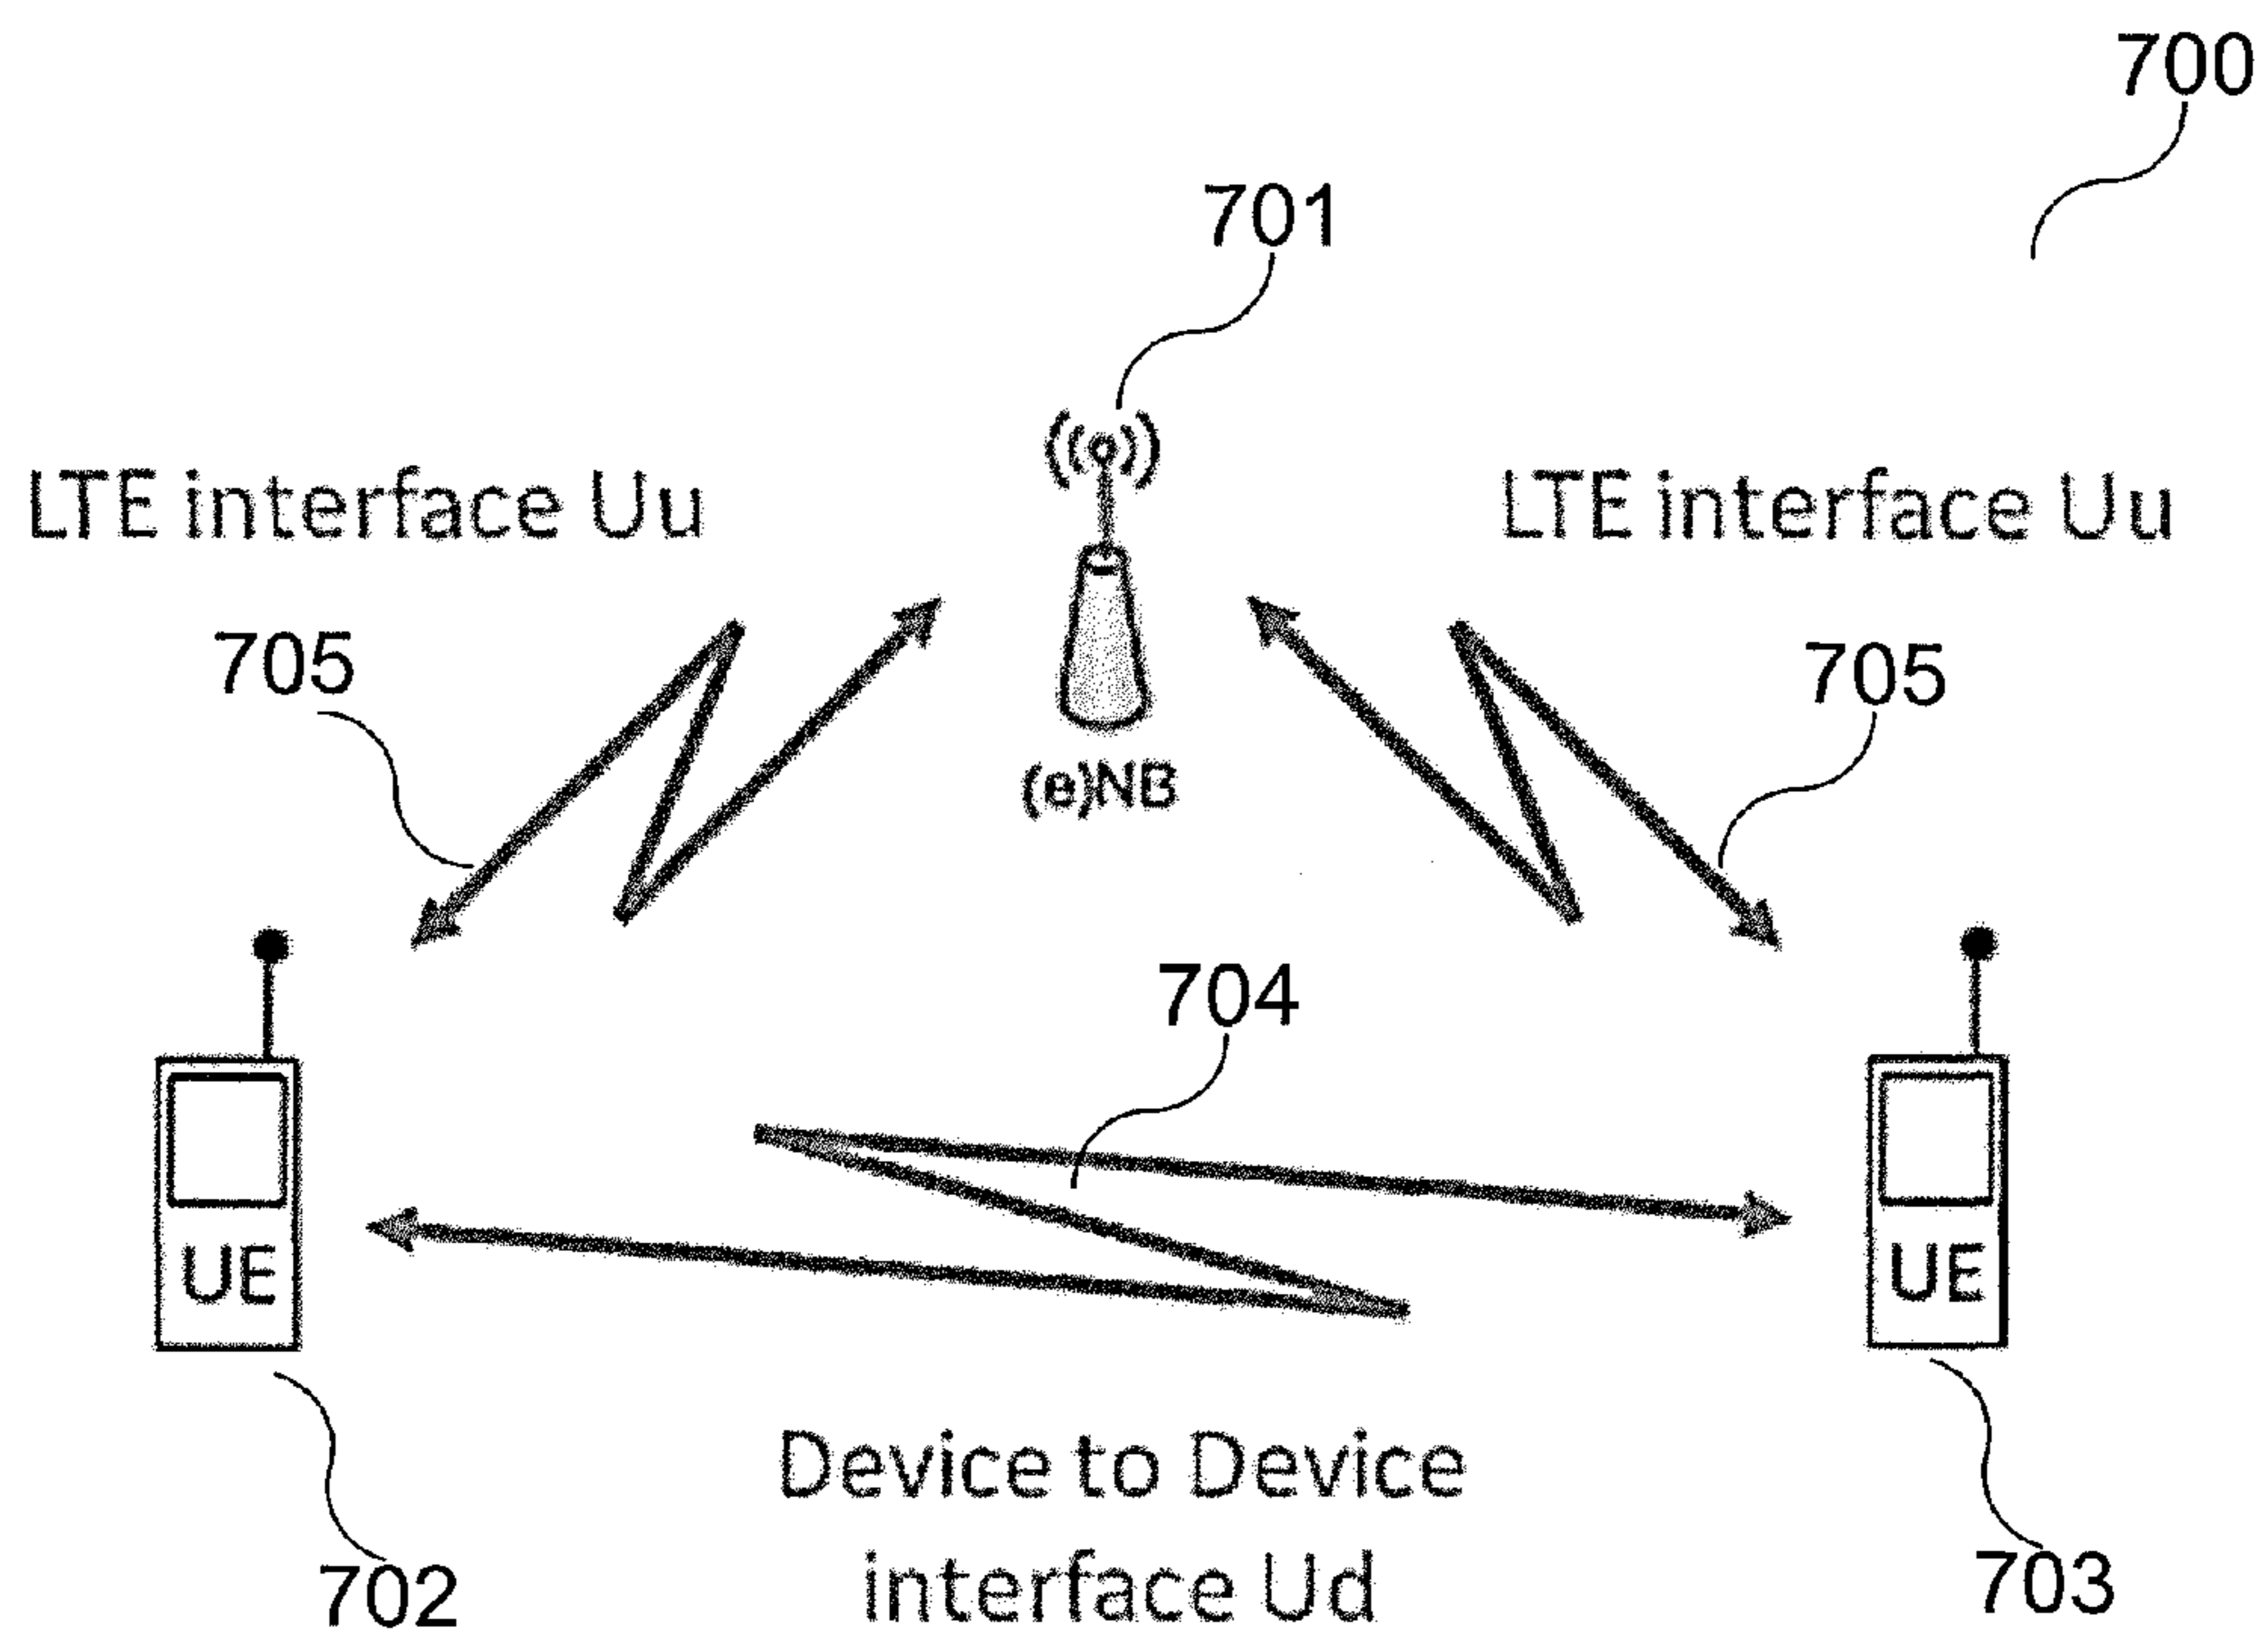 700
701
LTE interface Uu
LTE interface Uu
705
705
(e)NB
704
UE
UE
Device to Device
interface Ud
702
703